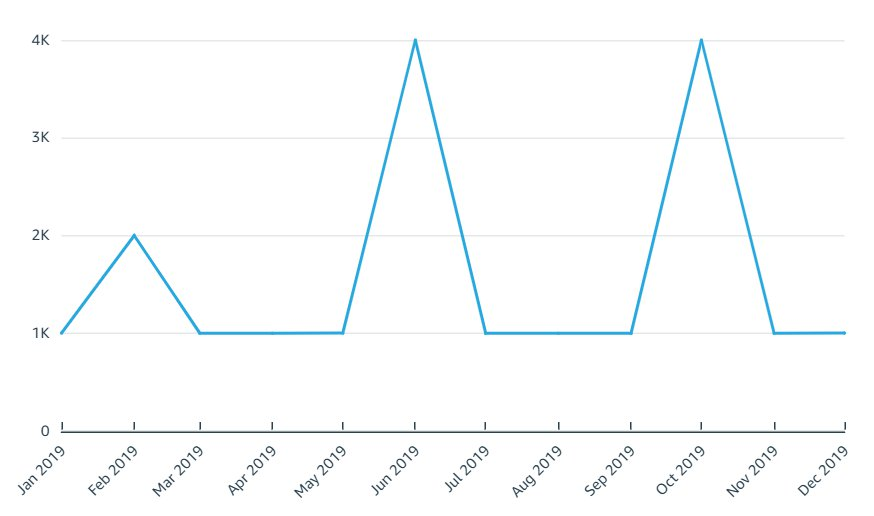 4K
3K
2K
1K
0
Jan 2019
Feb 2019
Mar 2019
Apr 2019
May 2019
Jun 2019
Jul 2019
Aug 2019
Sep 2019
Oct 2019
Nov 2019
Dec 2019